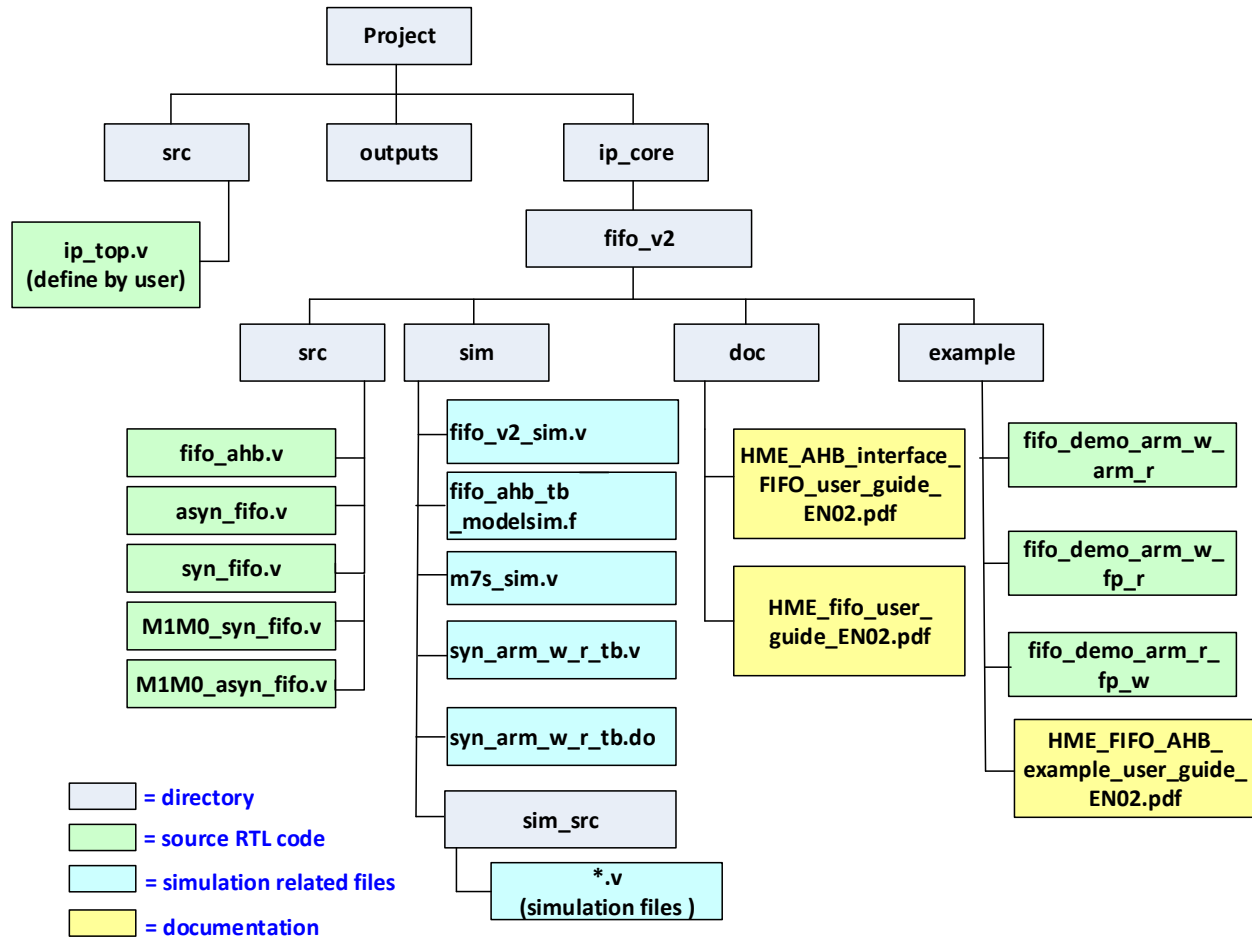 Project
src
outputs
ip_core
ip_top.v
(define by user)
fifo_v2
src
sim
doc
example
fifo_ahb.v
asyn_fifo.v
syn_fifo.v
M1M0_syn_fifo.v
M1M0_asyn_fifo.v
fifo_v2_sim.v
fifo_ahb_tb
_modelsim.f
m7s_sim.v
syn_arm_w_r_tb.v
syn_arm_w_r_tb.do
sim_src
*.v
(simulation files )
HME_AHB_interface_
FIFO_user_guide_
EN02.pdf
HME_fifo_user_
guide_EN02.pdf
fifo_demo_arm_w_
arm_r
fifo_demo_arm_w_
fp_r
fifo_demo_arm_r_
fp_w
HME_FIFO_AHB_
example_user_guide_
EN02.pdf
= directory
= source RTL code
= simulation related files
= documentation